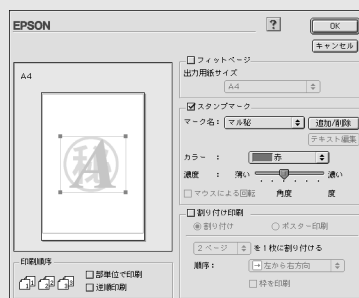 EPSON
?
OK
キャンセル
A4
フィットページ
出力用紙サイズ
A4
スタンプマーク
マーク名： マル秘 追加/削除
テキスト編集
カラー ： 赤
濃度 ： 薄い 濃い
マウスによる回転 角度 度
割り付け印刷
割り付け ポスター印刷
2 ページ を 1 枚に割り付ける
順序： →左から右方向
枠を印刷
㊙
A
印刷順序
部単位で印刷
逆順印刷